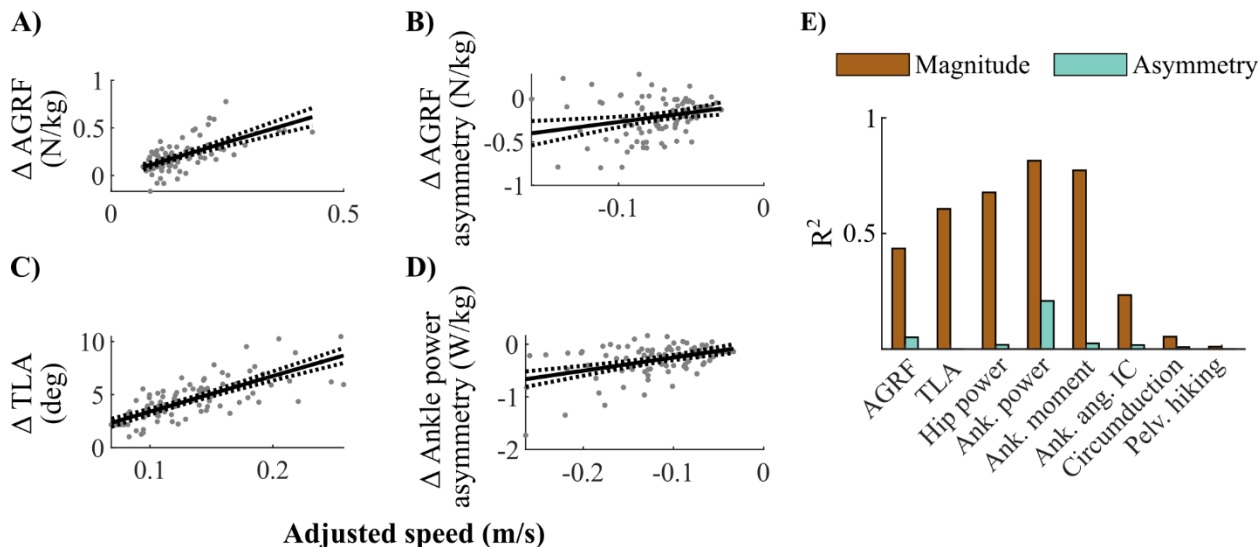 A)
Δ AGRF
(N/kg)
1
0.5
0
0
0.5
B)
Δ AGRF
asymmetry (N/kg)
0
-0.5
-1
-0.1
0
C)
Δ TLA
(deg)
10
5
0
0.1
0.2
D)
Δ Ankle power
asymmetry (W/kg)
0
-1
-2
-0.2
-0.1
0
Adjusted speed (m/s)
E)
Magnitude
Asymmetry
R²
1
0.5
AGRF
TLA
Hip power
Ank. power
Ank. moment
Ank. ang. IC
Circumduction
Pelv. hiking